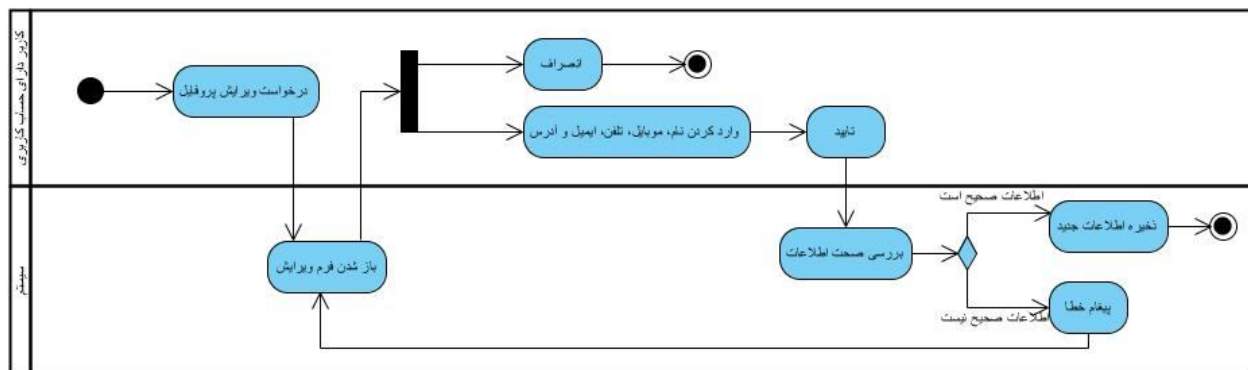 کاربر دارای حساب کاربری
درخواست ویرایش پروفایل
انصراف
وارد کردن نام، موبایل، تلفن، ایمیل و آدرس
تایید
سیستم
باز شدن فرم ویرایش
بررسی صحت اطلاعات
اطلاعات صحیح است
ذخیره اطلاعات جدید
اطلاعات صحیح نیست
پیغام خطا